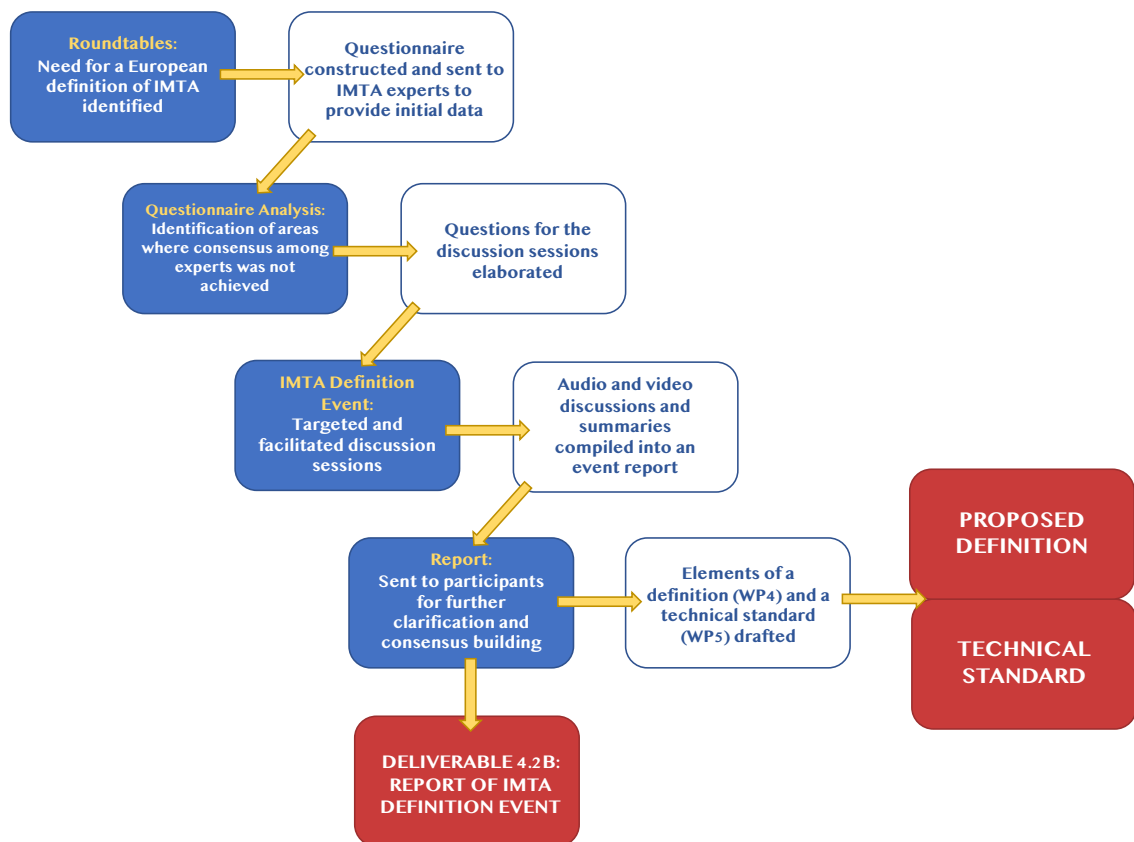 Roundtables:
Need for a European
definition of IMTA
identified
Questionnaire
constructed and sent to
IMTA experts to
provide initial data
Questionnaire Analysis:
Identification of areas
where consensus among
experts was not
achieved
Questions for the
discussion sessions
elaborated
IMTA Definition
Event:
Targeted and
facilitated discussion
sessions
Audio and video
discussions and
summaries
compiled into an
event report
Report:
Sent to participants
for further
clarification and
consensus building
Elements of a
definition (WP4) and a
technical standard
(WP5) drafted
PROPOSED
DEFINITION
TECHNICAL
STANDARD
DELIVERABLE 4.2B:
REPORT OF IMTA
DEFINITION EVENT